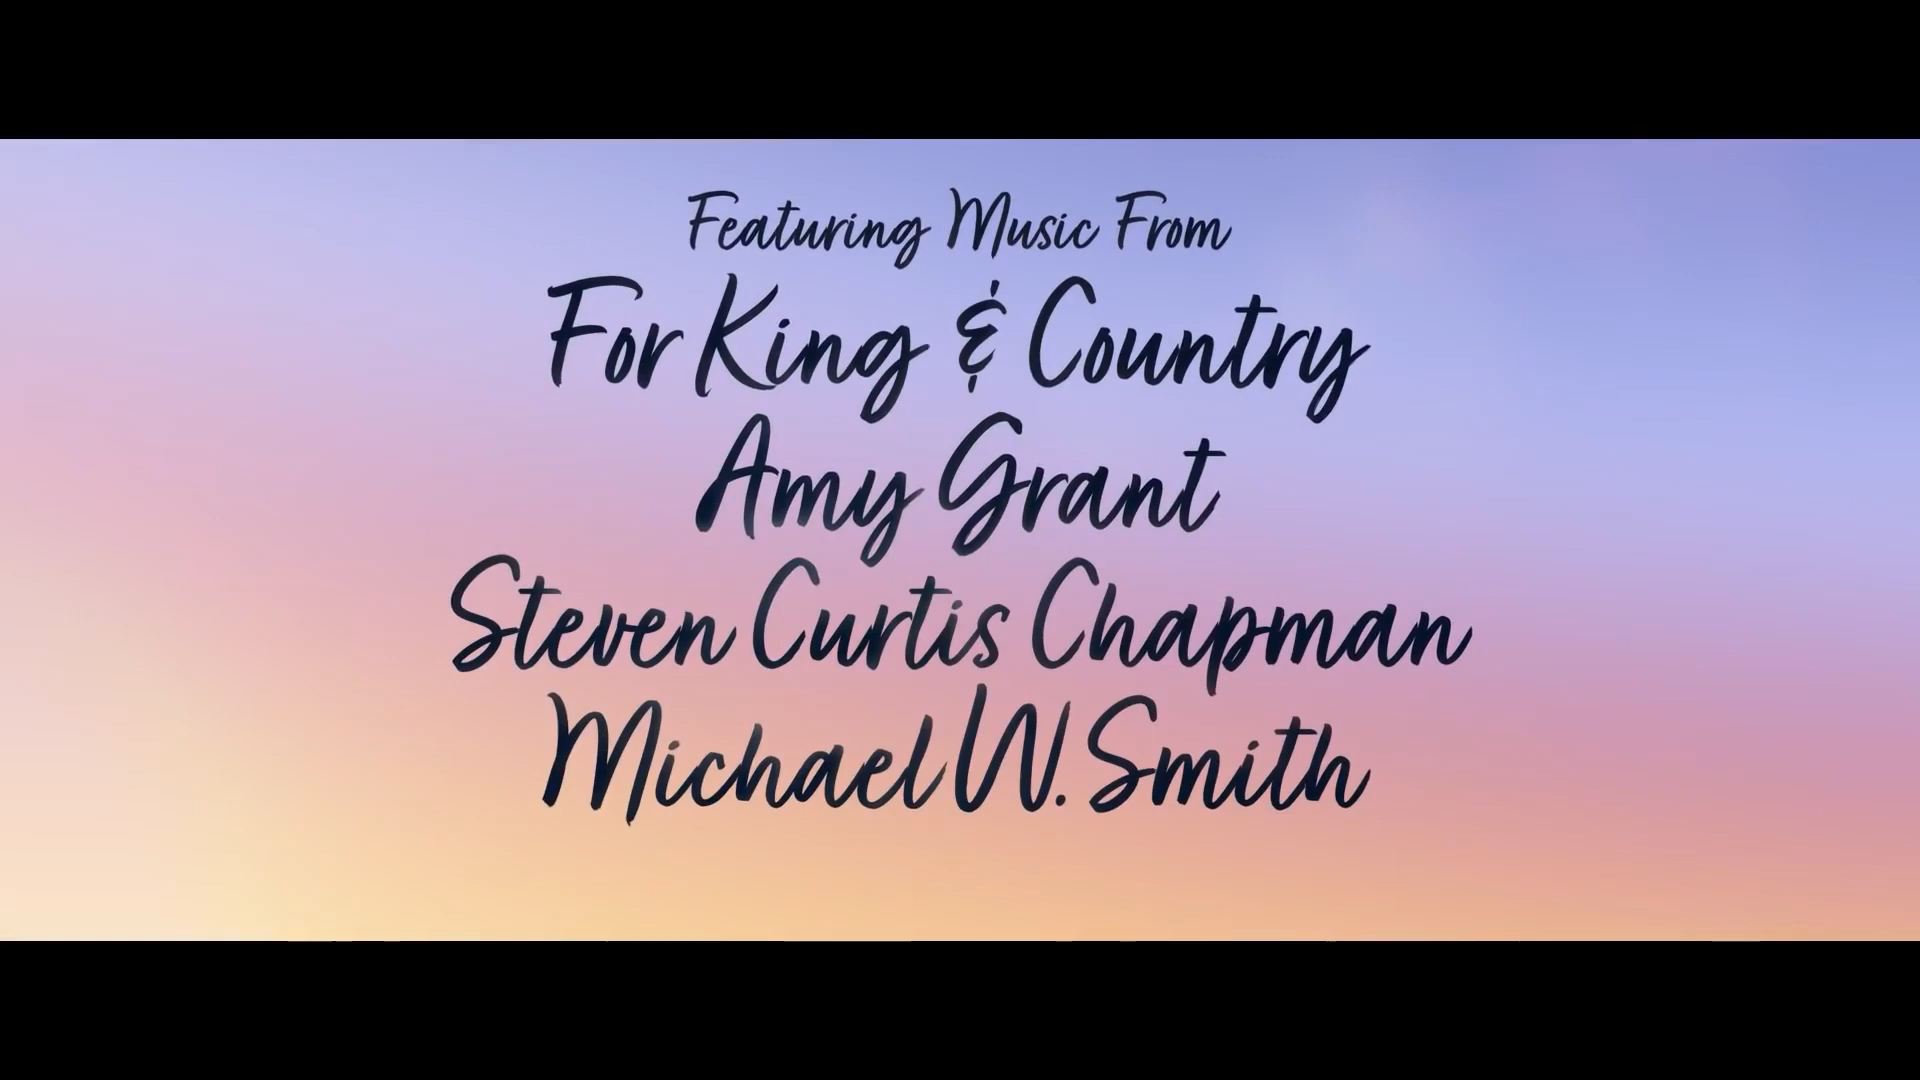 Featuring Music From
For King & Country
Amy Grant
Steven Curtis Chapman
Michael W. Smith